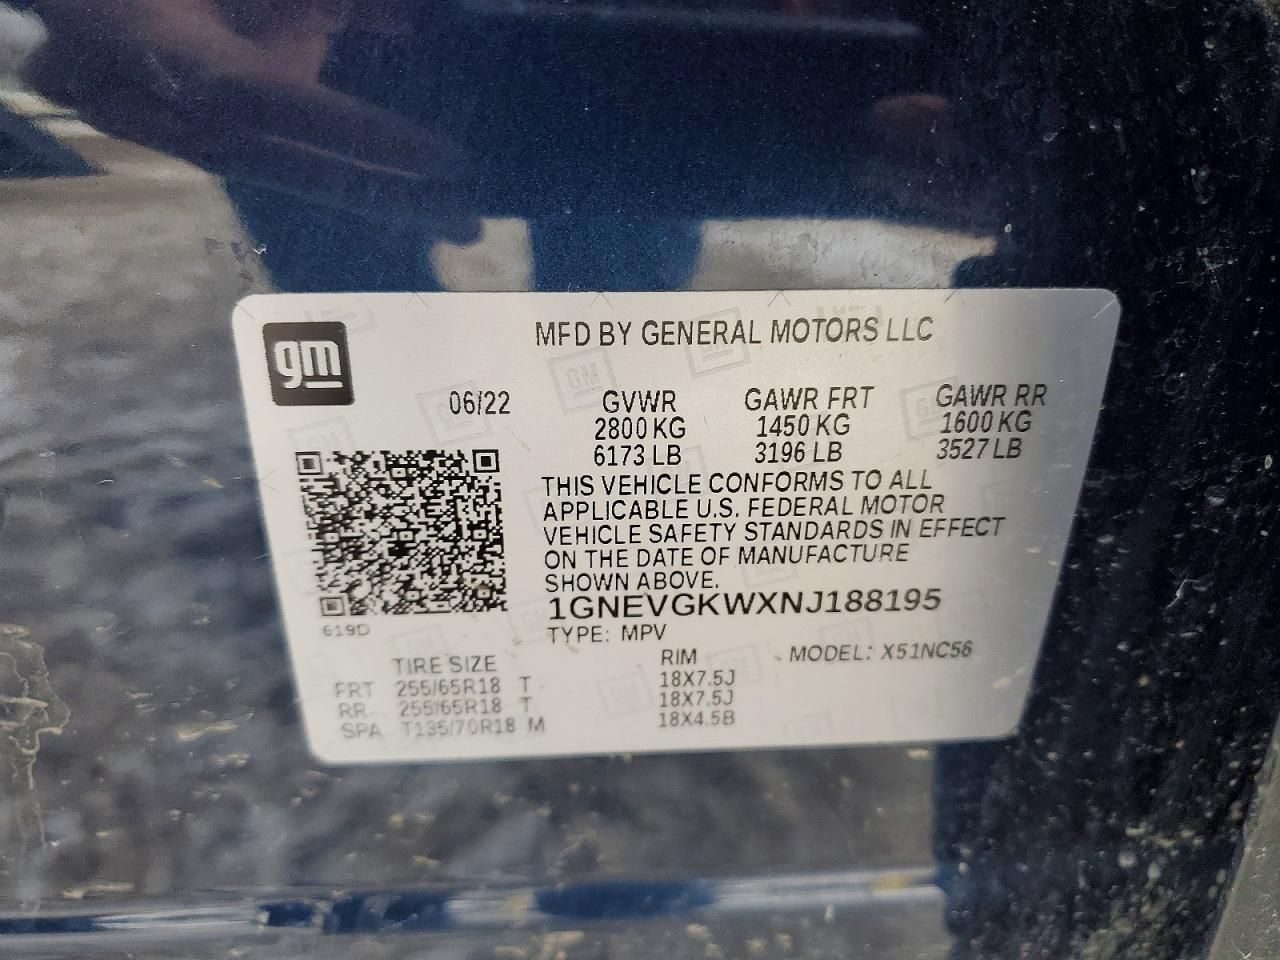 gm
MFD BY GENERAL MOTORS LLC
06/22 GVWR GAWR FRT GAWR RR
2800 KG 1450 KG 1600 KG
6173 LB 3196 LB 3527 LB
THIS VEHICLE CONFORMS TO ALL
APPLICABLE U.S. FEDERAL MOTOR
VEHICLE SAFETY STANDARDS IN EFFECT
ON THE DATE OF MANUFACTURE
SHOWN ABOVE.
1GNEVGKWXNJ188195
619D
TYPE: MPV
TIRE SIZE RIM MODEL: X51NC56
FRT 255/65R18 T 18X7.5J
RR 255/65R18 T 18X7.5J
SPA T135/70R18 M 18X4.5B